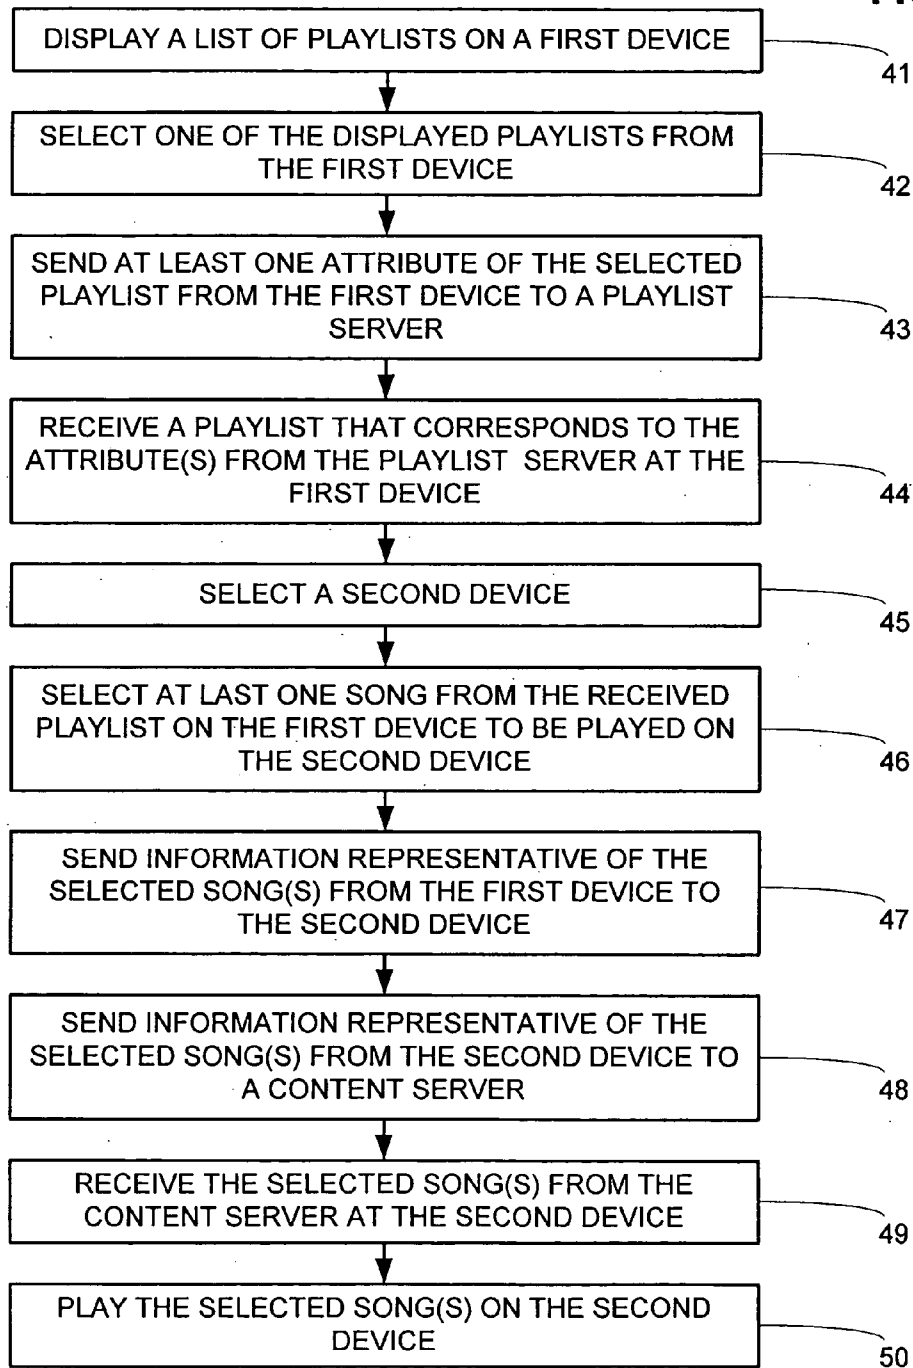 DISPLAY A LIST OF PLAYLISTS ON A FIRST DEVICE
41
SELECT ONE OF THE DISPLAYED PLAYLISTS FROM
THE FIRST DEVICE
42
SEND AT LEAST ONE ATTRIBUTE OF THE SELECTED
PLAYLIST FROM THE FIRST DEVICE TO A PLAYLIST
SERVER
43
RECEIVE A PLAYLIST THAT CORRESPONDS TO THE
ATTRIBUTE(S) FROM THE PLAYLIST SERVER AT THE
FIRST DEVICE
44
SELECT A SECOND DEVICE
45
SELECT AT LAST ONE SONG FROM THE RECEIVED
PLAYLIST ON THE FIRST DEVICE TO BE PLAYED ON
THE SECOND DEVICE
46
SEND INFORMATION REPRESENTATIVE OF THE
SELECTED SONG(S) FROM THE FIRST DEVICE TO
THE SECOND DEVICE
47
SEND INFORMATION REPRESENTATIVE OF THE
SELECTED SONG(S) FROM THE SECOND DEVICE TO
A CONTENT SERVER
48
RECEIVE THE SELECTED SONG(S) FROM THE
CONTENT SERVER AT THE SECOND DEVICE
49
PLAY THE SELECTED SONG(S) ON THE SECOND
DEVICE
50